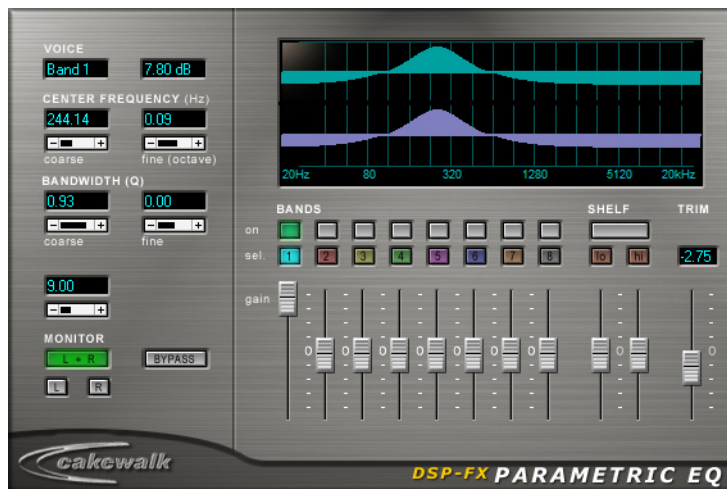 VOICE
Band 1 7.80 dB
CENTER FREQUENCY (Hz)
244.14 0.09
- + - +
coarse fine (octave)
BANDWIDTH (Q)
0.93 0.00
- + - +
coarse fine
9.00
- +
MONITOR
L + R BYPASS
L R
20Hz 80 320 1280 5120 20kHz
BANDS SHELF TRIM
on
sel. 1 2 3 4 5 6 7 8 lo hi -2.75
gain
0 0 0 0 0 0 0 0 0 0
cakewalk
DSP-FX PARAMETRIC EQ